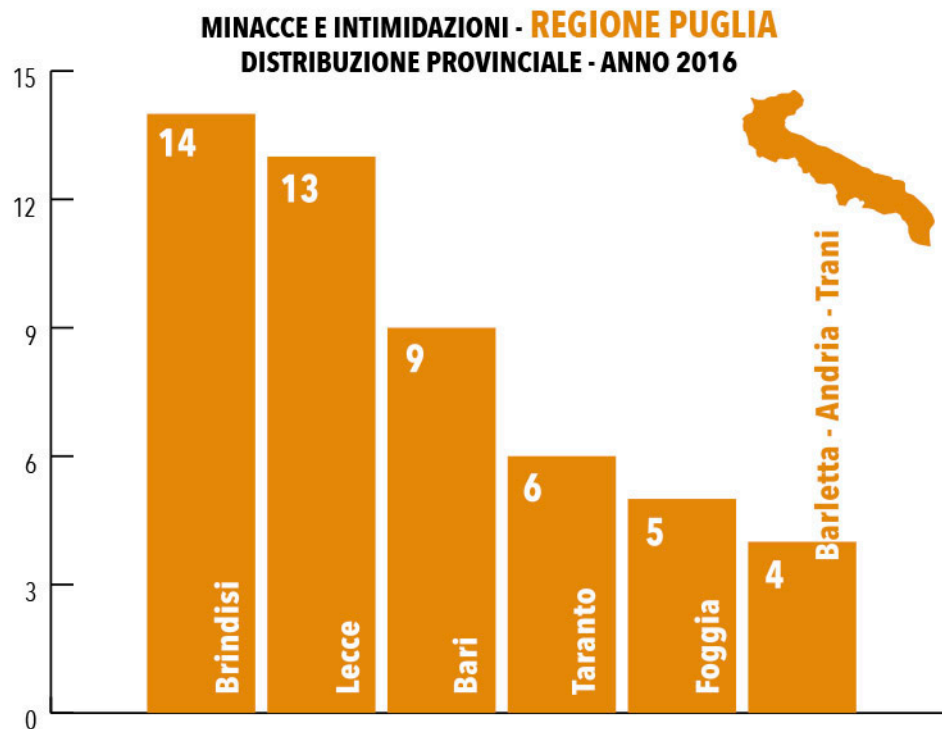 MINACCE E INTIMIDAZIONI - REGIONE PUGLIA
DISTRIBUZIONE PROVINCIALE - ANNO 2016
15
12
9
6
3
0
14
Brindisi
13
Lecce
9
Bari
6
Taranto
5
Foggia
4
Barletta - Andria - Trani